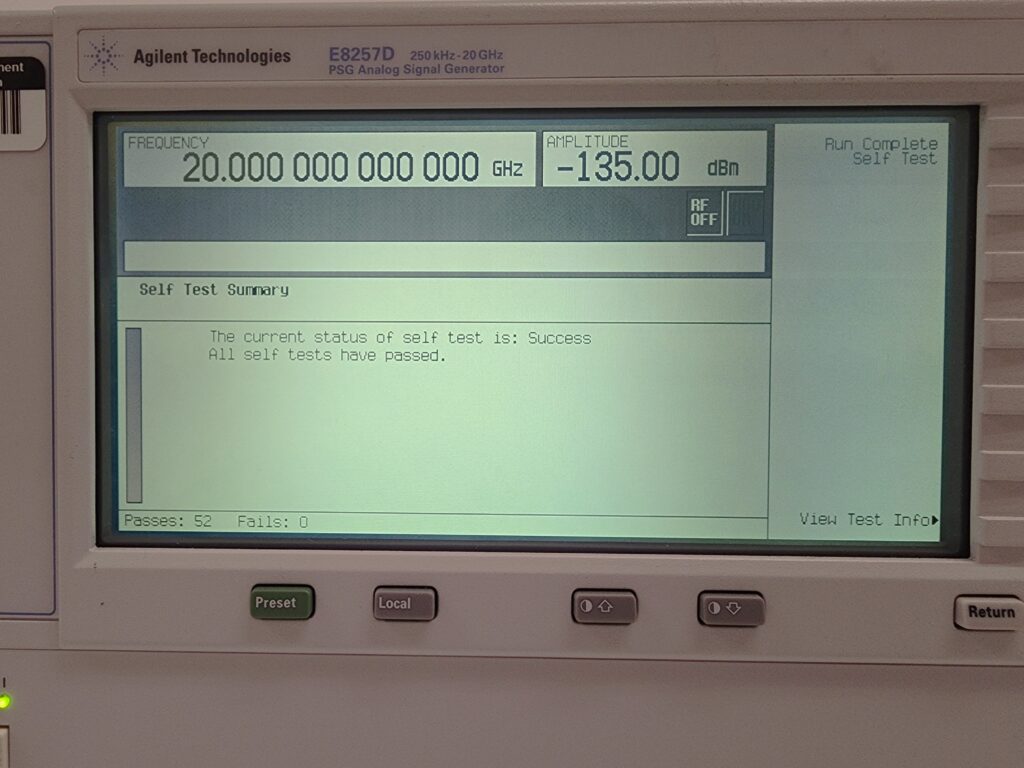 nent
Agilent Technologies
E8257D 250 kHz - 20 GHz
PSG Analog Signal Generator
FREQUENCY
20.000 000 000 000 GHz
AMPLITUDE
-135.00 dBm
RF
OFF
Run Complete
Self Test
Self Test Summary
The current status of self test is: Success
All self tests have passed.
Passes: 52 Fails: 0
View Test Info
Preset
Local
Return